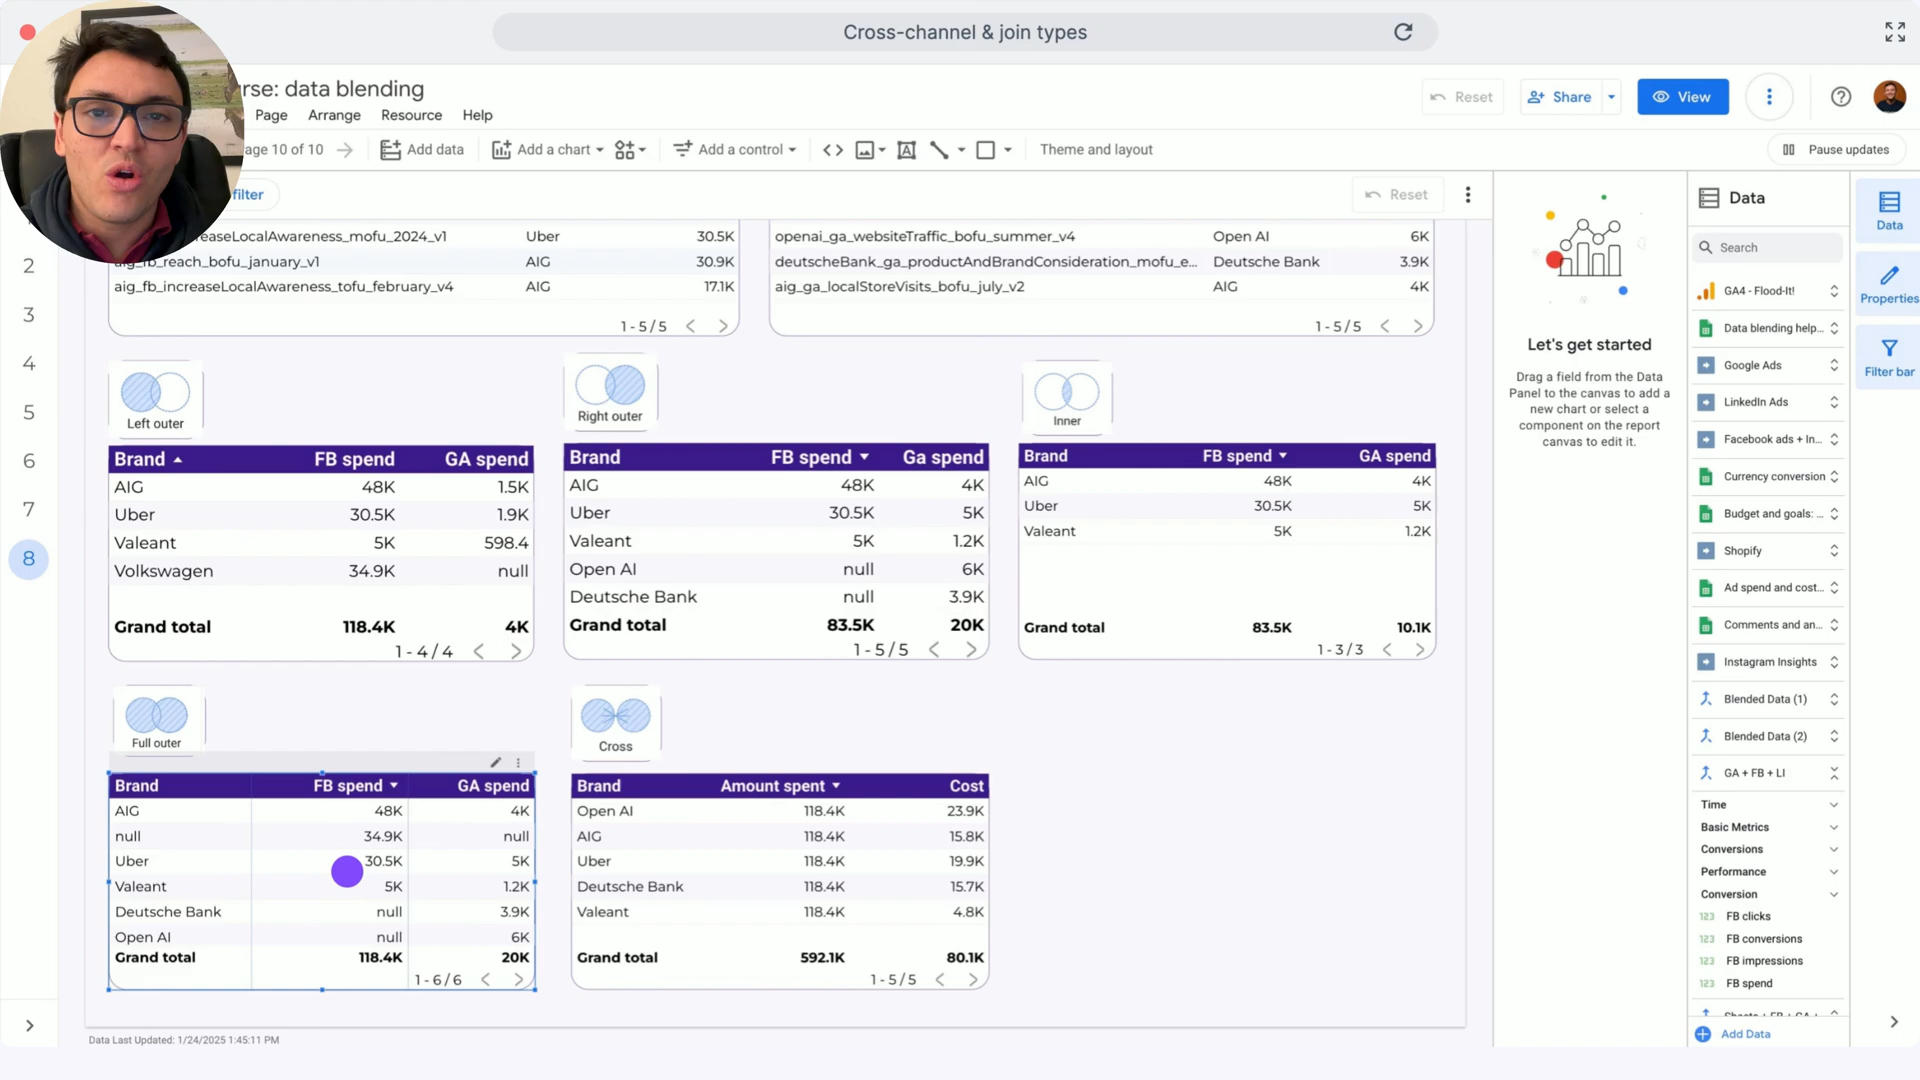 Cross-channel & join types
rse: data blending
Page
Arrange
Resource
Help
Reset
Share
View
age 10 of 10
Add data
Add a chart
Add a control
Theme and layout
Pause updates
filter
Reset
2
3
4
5
6
7
8
reaseLocalAwareness_mofu_2024_v1 Uber 30.5K
aig_fb_reach_bofu_january_v1 AIG 30.9K
aig_fb_increaseLocalAwareness_tofu_february_v4 AIG 17.1K
1 - 5 / 5
openai_ga_websiteTraffic_bofu_summer_v4 Open AI 6K
deutscheBank_ga_productAndBrandConsideration_mofu_e... Deutsche Bank 3.9K
aig_ga_localStoreVisits_bofu_july_v2 AIG 4K
1 - 5 / 5
Left outer
Brand FB spend GA spend
AIG 48K 1.5K
Uber 30.5K 1.9K
Valeant 5K 598.4
Volkswagen 34.9K null
Grand total 118.4K 4K
1 - 4 / 4
Right outer
Brand FB spend Ga spend
AIG 48K 4K
Uber 30.5K 5K
Valeant 5K 1.2K
Open AI null 6K
Deutsche Bank null 3.9K
Grand total 83.5K 20K
1 - 5 / 5
Inner
Brand FB spend GA spend
AIG 48K 4K
Uber 30.5K 5K
Valeant 5K 1.2K
Grand total 83.5K 10.1K
1 - 3 / 3
Full outer
Brand FB spend GA spend
AIG 48K 4K
null 34.9K null
Uber 30.5K 5K
Valeant 5K 1.2K
Deutsche Bank null 3.9K
Open AI null 6K
Grand total 118.4K 20K
1 - 6 / 6
Cross
Brand Amount spent Cost
Open AI 118.4K 23.9K
AIG 118.4K 15.8K
Uber 118.4K 19.9K
Deutsche Bank 118.4K 15.7K
Valeant 118.4K 4.8K
Grand total 592.1K 80.1K
1 - 5 / 5
Data Last Updated: 1/24/2025 1:45:11 PM
Let's get started
Drag a field from the Data
Panel to the canvas to add a
new chart or select a
component on the report
canvas to edit it.
Data
Search
GA4 - Flood-It!
Data blending help...
Google Ads
LinkedIn Ads
Facebook ads + In...
Currency conversion
Budget and goals: ...
Shopify
Ad spend and cost...
Comments and an...
Instagram Insights
Blended Data (1)
Blended Data (2)
GA + FB + LI
Time
Basic Metrics
Conversions
Performance
Conversion
123 FB clicks
123 FB conversions
123 FB impressions
123 FB spend
Add Data
Data
Properties
Filter bar